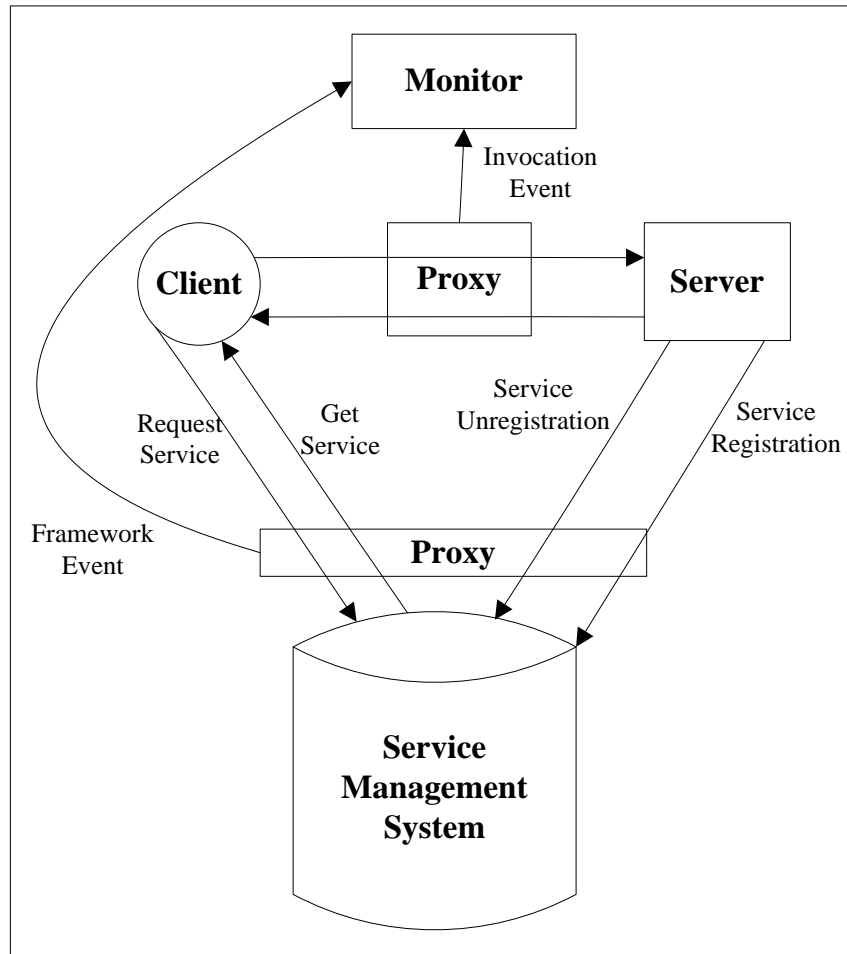 Monitor
Invocation
Event
Client
Proxy
Server
Request
Service
Get
Service
Service
Unregistration
Service
Registration
Framework
Event
Proxy
Service
Management
System